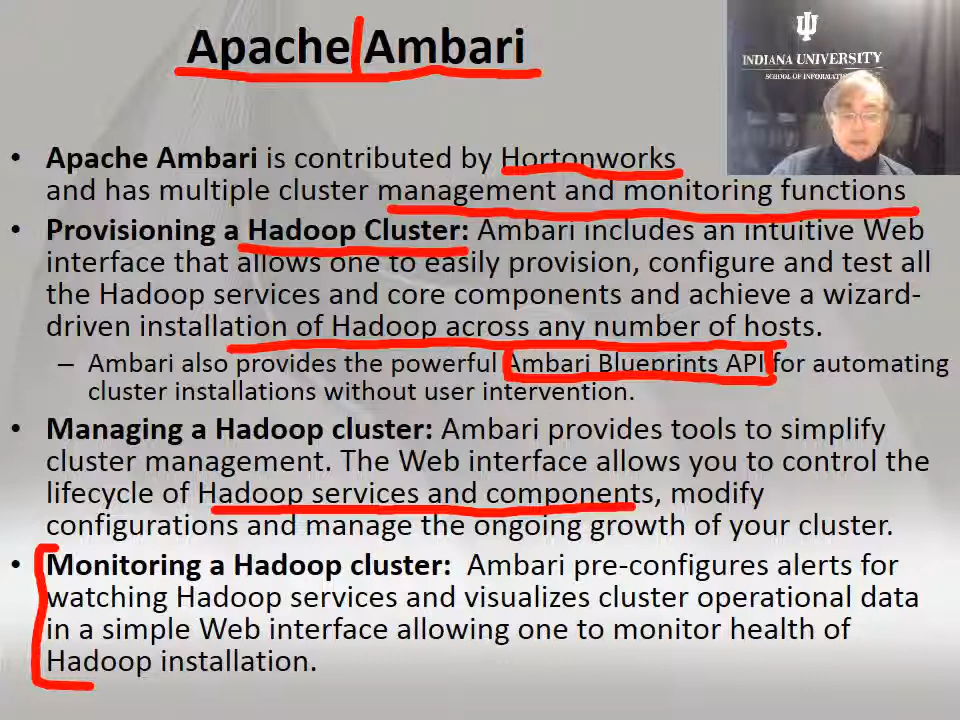 Apache Ambari
INDIANA UNIVERSITY
SCHOOL OF INFORMATI
• Apache Ambari is contributed by Hortonworks
and has multiple cluster management and monitoring functions
• Provisioning a Hadoop Cluster: Ambari includes an intuitive Web
interface that allows one to easily provision, configure and test all
the Hadoop services and core components and achieve a wizard-
driven installation of Hadoop across any number of hosts.
– Ambari also provides the powerful Ambari Blueprints API for automating
cluster installations without user intervention.
• Managing a Hadoop cluster: Ambari provides tools to simplify
cluster management. The Web interface allows you to control the
lifecycle of Hadoop services and components, modify
configurations and manage the ongoing growth of your cluster.
• Monitoring a Hadoop cluster: Ambari pre-configures alerts for
watching Hadoop services and visualizes cluster operational data
in a simple Web interface allowing one to monitor health of
Hadoop installation.